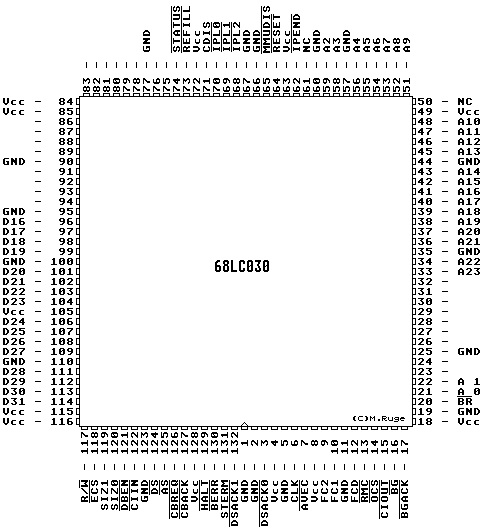 GND
STATUS
REFILL
Vcc
CDIS
IPL0
IPL1
IPL2
GND
GND
MMUDIS
RESET
Vcc
IPEND
NC
GND
A2
A3
GND
A4
A5
A6
A7
A8
A9
83
82
81
80
79
78
77
76
75
74
73
72
71
70
69
68
67
66
65
64
63
62
61
60
59
58
57
56
55
54
53
52
51
Vcc - 84
Vcc - 85
- 86
- 87
- 88
- 89
GND - 90
- 91
- 92
- 93
- 94
GND - 95
D16 - 96
D17 - 97
D18 - 98
D19 - 99
GND - 100
D20 - 101
D21 - 102
D22 - 103
D23 - 104
Vcc - 105
D24 - 106
D25 - 107
D26 - 108
D27 - 109
GND - 110
D28 - 111
D29 - 112
D30 - 113
D31 - 114
Vcc - 115
Vcc - 116
68LC030
(C)M.Ruge
50 - NC
49 - Vcc
48 - A10
47 - A11
46 - A12
45 - A13
44 - GND
43 - A14
42 - A15
41 - A16
40 - A17
39 - A18
38 - A19
37 - A20
36 - A21
35 - GND
34 - A22
33 - A23
32 -
31 -
30 -
29 -
28 -
27 -
26 -
25 - GND
24 -
23 -
22 - A 1
21 - A 0
20 - BR
19 - GND
18 - Vcc
117
118
119
120
121
122
123
124
125
126
127
128
129
130
131
132
1
2
3
4
5
6
7
8
9
10
11
12
13
14
15
16
17
R/W
ECS
SIZ1
SIZ0
DBEN
CIIN
GND
DS
AS
CBREQ
CBACK
Vcc
HALT
BERR
STERM
DSACK1
GND
GND
DSACK0
Vcc
GND
CLK
AVEC
Vcc
FC2
FC1
GND
FC0
RMC
OCS
CIOUT
BG
BGACK